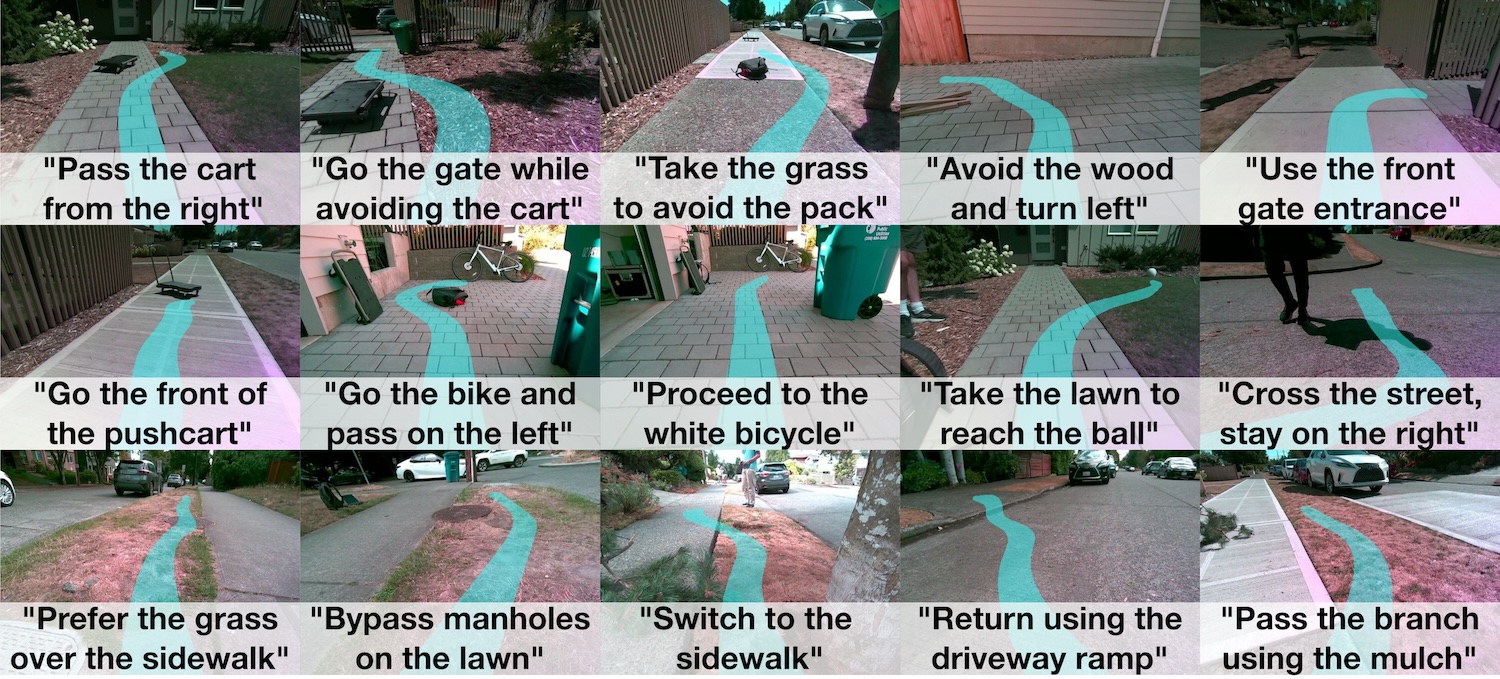 "Pass the cart
from the right"
"Go the gate while
avoiding the cart"
"Take the grass
to avoid the pack"
"Avoid the wood
and turn left"
"Use the front
gate entrance"
"Go the front of
the pushcart"
"Go the bike and
pass on the left"
"Proceed to the
white bicycle"
"Take the lawn to
reach the ball"
"Cross the street,
stay on the right"
"Prefer the grass
over the sidewalk"
"Bypass manholes
on the lawn"
"Switch to the
sidewalk"
"Return using the
driveway ramp"
"Pass the branch
using the mulch"